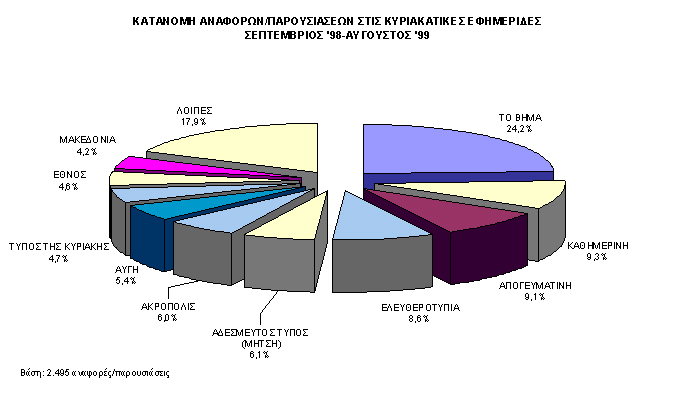 ΚΑΤΑΝΟΜΗ ΑΝΑΦΟΡΩΝ/ΠΑΡΟΥΣΙΑΣΕΩΝ ΣΤΙΣ ΚΥΡΙΑΚΑΤΙΚΕΣ ΕΦΗΜΕΡΙΔΕΣ
ΣΕΠΤΕΜΒΡΙΟΣ '98-ΑΥΓΟΥΣΤΟΣ '99
ΛΟΙΠΕΣ
17,9%
ΤΟ ΒΗΜΑ
24,2%
ΜΑΚΕΔΟΝΙΑ
4,2%
ΕΘΝΟΣ
4,6%
ΤΥΠΟΣ ΤΗΣ ΚΥΡΙΑΚΗΣ
4,7%
ΚΑΘΗΜΕΡΙΝΗ
9,3%
ΑΥΓΗ
5,4%
ΑΠΟΓΕΥΜΑΤΙΝΗ
9,1%
ΑΚΡΟΠΟΛΙΣ
6,0%
ΕΛΕΥΘΕΡΟΤΥΠΙΑ
8,6%
ΑΔΕΣΜΕΥΤΟΣ ΤΥΠΟΣ
(ΜΗΤΣΗ)
6,1%
Βάση: 2.495 αναφορές/παρουσιάσεις